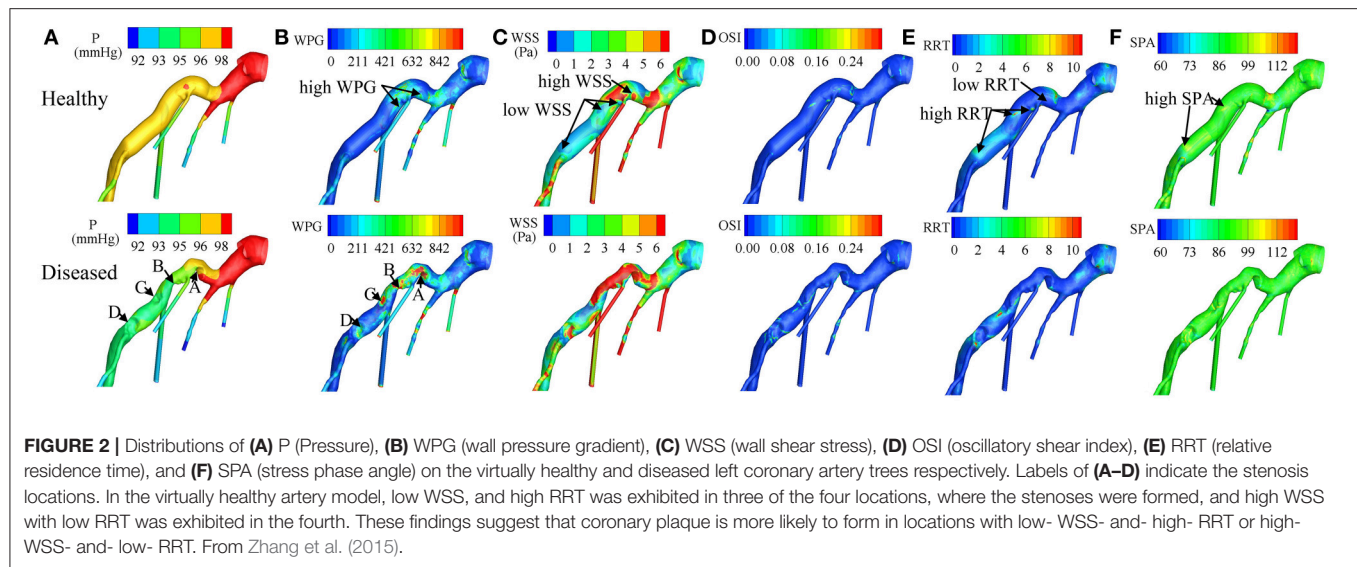 A P (mmHg) 92 93 95 96 98
B WPG 0 211 421 632 842
C WSS (Pa) 0 1 2 3 4 5 6
D OSI 0.00 0.08 0.16 0.24
E RRT 0 2 4 6 8 10
F SPA 60 73 86 99 112
Healthy
high WPG
high WSS
low WSS
low RRT
high RRT
high SPA
P (mmHg) 92 93 95 96 98
WPG 0 211 421 632 842
WSS (Pa) 0 1 2 3 4 5 6
OSI 0.00 0.08 0.16 0.24
RRT 0 2 4 6 8 10
SPA 60 73 86 99 112
Diseased
B
A
C
D
B
A
C
D
FIGURE 2 | Distributions of (A) P (Pressure), (B) WPG (wall pressure gradient), (C) WSS (wall shear stress), (D) OSI (oscillatory shear index), (E) RRT (relative
residence time), and (F) SPA (stress phase angle) on the virtually healthy and diseased left coronary artery trees respectively. Labels of (A–D) indicate the stenosis
locations. In the virtually healthy artery model, low WSS, and high RRT was exhibited in three of the four locations, where the stenoses were formed, and high WSS
with low RRT was exhibited in the fourth. These findings suggest that coronary plaque is more likely to form in locations with low- WSS- and- high- RRT or high-
WSS- and- low- RRT. From Zhang et al. (2015).